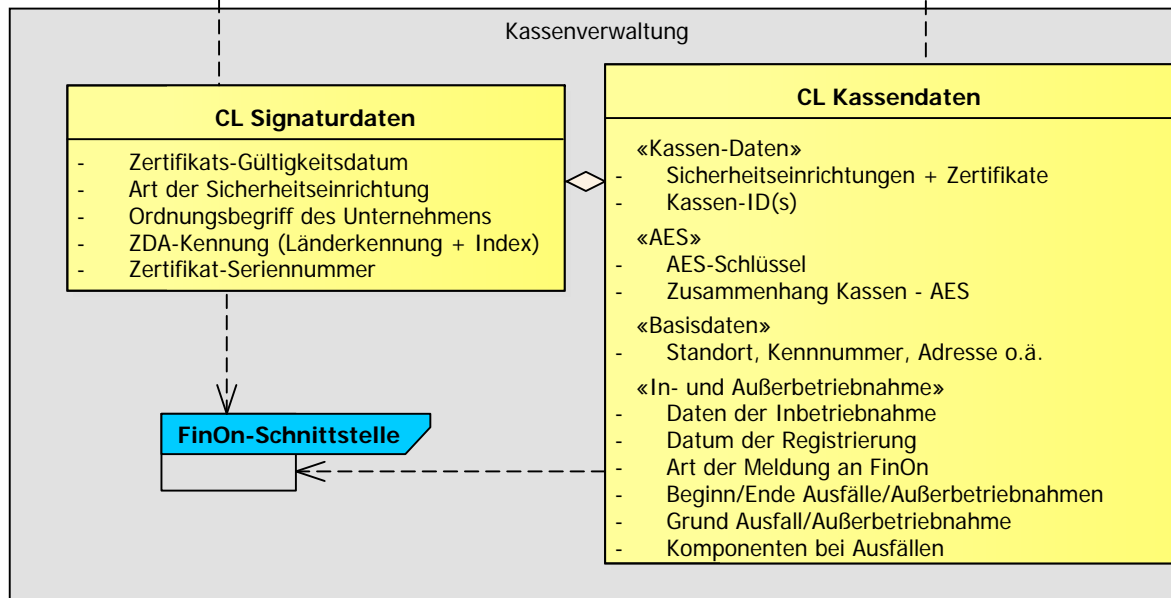 Kassenverwaltung
CL Signaturdaten
- Zertifikats-Gültigkeitsdatum
- Art der Sicherheitseinrichtung
- Ordnungsbegriff des Unternehmens
- ZDA-Kennung (Länderkennung + Index)
- Zertifikat-Seriennummer
CL Kassendaten
«Kassen-Daten»
- Sicherheitseinrichtungen + Zertifikate
- Kassen-ID(s)
«AES»
- AES-Schlüssel
- Zusammenhang Kassen - AES
«Basisdaten»
- Standort, Kennnummer, Adresse o.ä.
«In- und Außerbetriebnahme»
- Daten der Inbetriebnahme
- Datum der Registrierung
- Art der Meldung an FinOn
- Beginn/Ende Ausfälle/Außerbetriebnahmen
- Grund Ausfall/Außerbetriebnahme
- Komponenten bei Ausfällen
FinOn-Schnittstelle